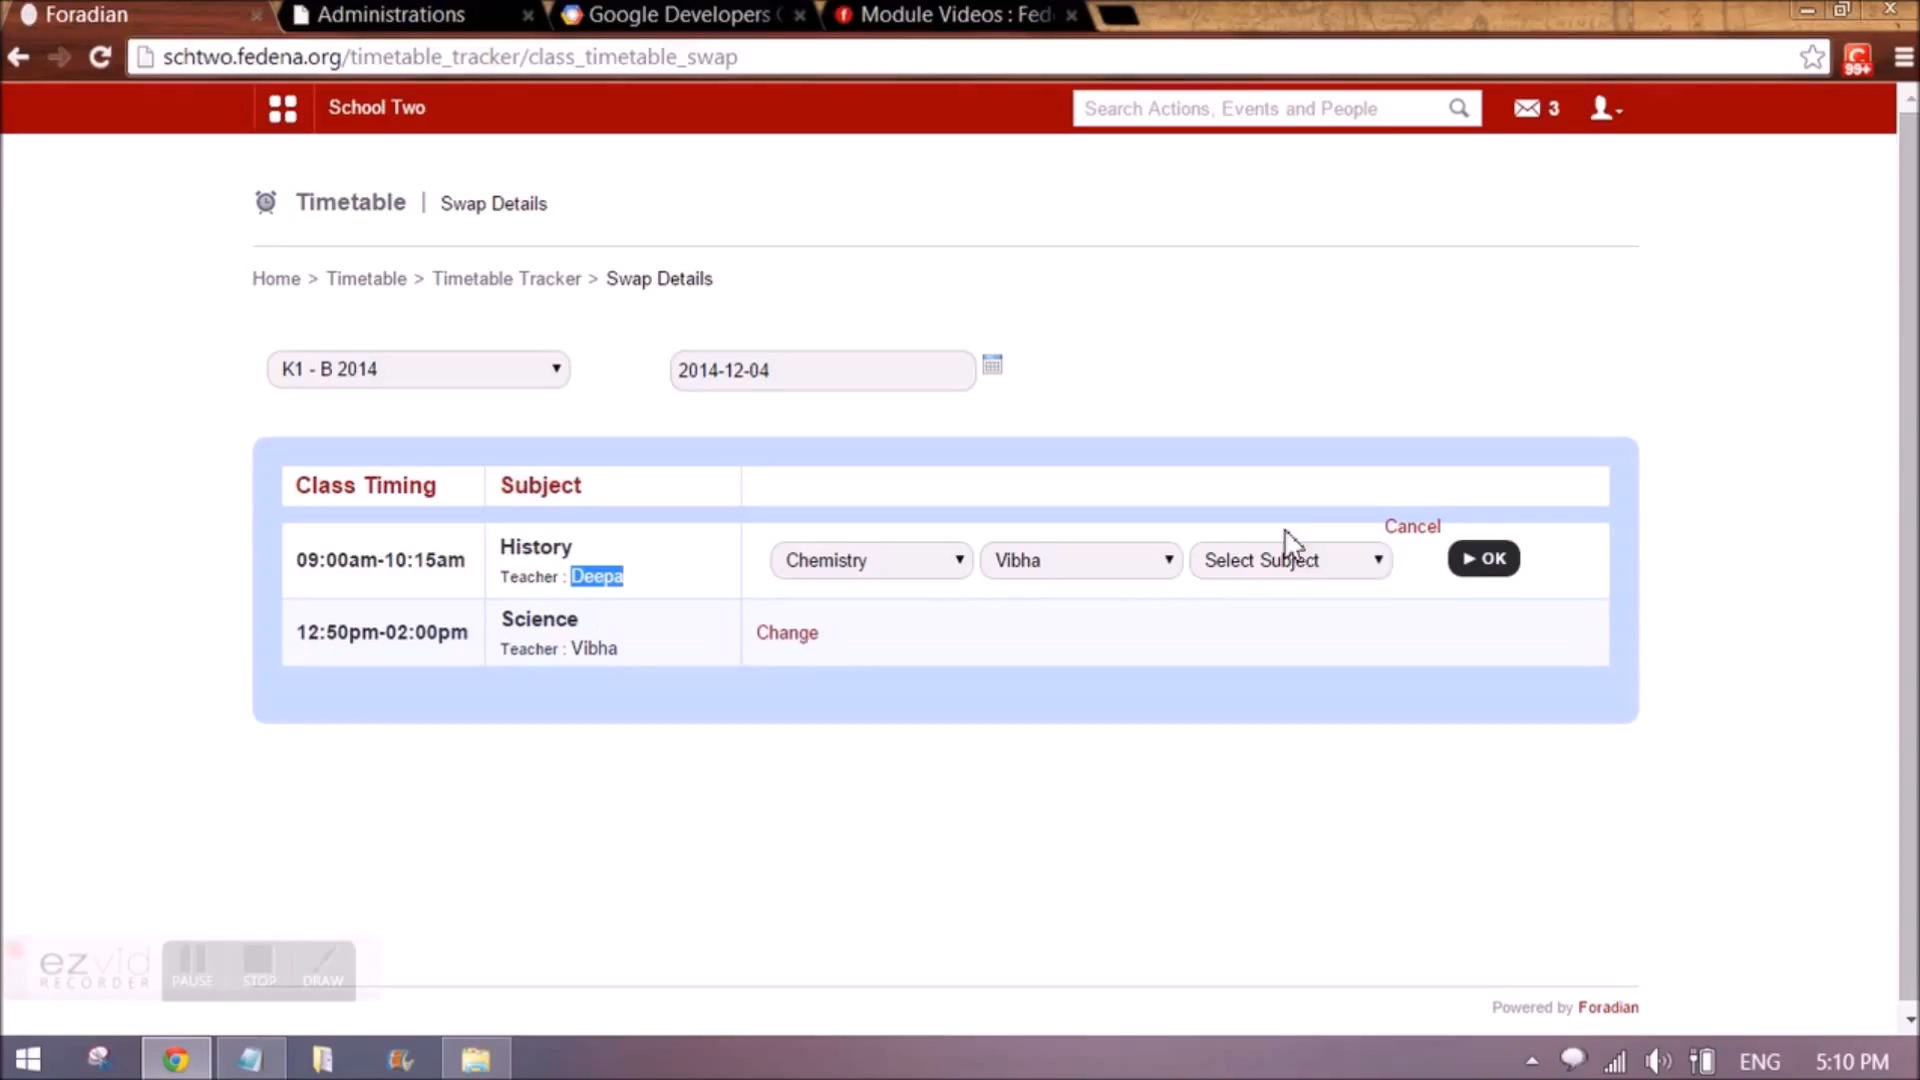 Foradian
Administrations
Google Developers (
Module Videos : Fed
schtwo.fedena.org/timetable_tracker/class_timetable_swap
99+
School Two
Search Actions, Events and People
3
Timetable | Swap Details
Home > Timetable > Timetable Tracker > Swap Details
K1 - B 2014
2014-12-04
Class Timing
Subject
Cancel
09:00am-10:15am
History
Teacher : Deepa
Chemistry
Vibha
Select Subject
OK
12:50pm-02:00pm
Science
Teacher : Vibha
Change
ezvid
RECORDER
PAUSE
STOP
DRAW
Powered by Foradian
ENG
5:10 PM